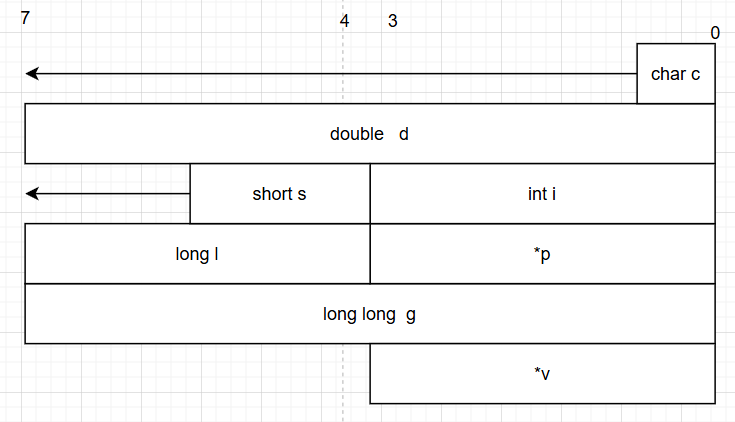 7 4 3 0
char c
double d
short s int i
long l *p
long long g
*v